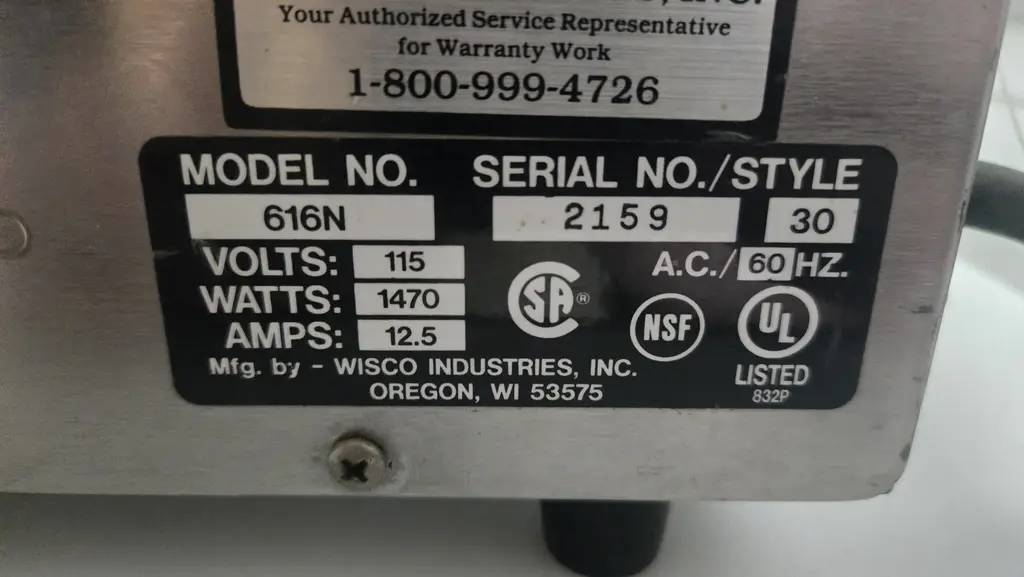 Your Authorized Service Representative
for Warranty Work
1-800-999-4726
MODEL NO. SERIAL NO./STYLE
616N 2159 30
VOLTS: 115 A.C./60 HZ.
WATTS: 1470
AMPS: 12.5
SA ® NSF UL
Mfg. by - WISCO INDUSTRIES, INC. LISTED
OREGON, WI 53575 832P